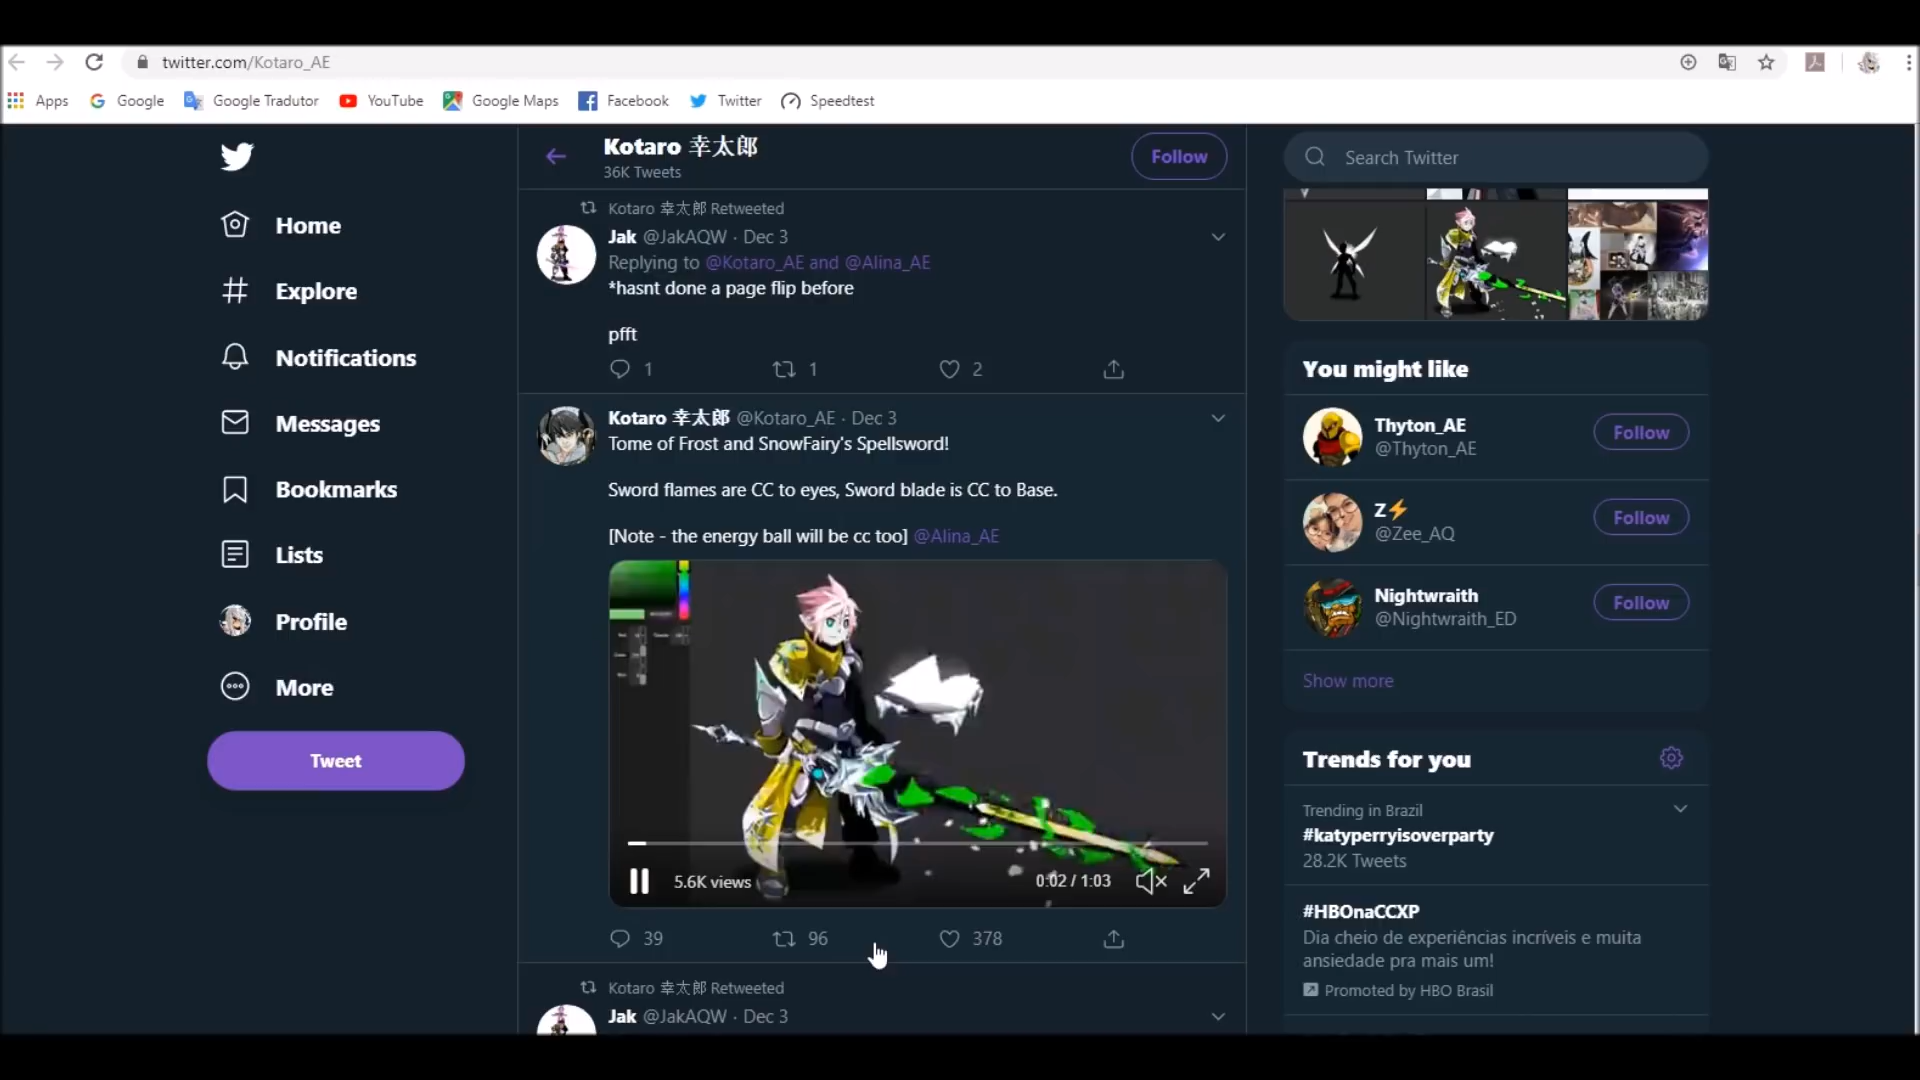 twitter.com/Kotaro_AE
Apps
Google
Google Tradutor
YouTube
Google Maps
Facebook
Twitter
Speedtest
Home
Explore
Notifications
Messages
Bookmarks
Lists
Profile
More
Tweet
Kotaro 幸太郎
36K Tweets
Follow
Kotaro 幸太郎 Retweeted
Jak @JakAQW · Dec 3
Replying to @Kotaro_AE and @Alina_AE
*hasnt done a page flip before
pfft
1
1
2
Kotaro 幸太郎 @Kotaro_AE · Dec 3
Tome of Frost and SnowFairy's Spellsword!
Sword flames are CC to eyes, Sword blade is CC to Base.
[Note - the energy ball will be cc too] @Alina_AE
5.6K views
0:02 / 1:03
39
96
378
Kotaro 幸太郎 Retweeted
Jak @JakAQW · Dec 3
Search Twitter
You might like
Thyton_AE
@Thyton_AE
Follow
Z⚡
@Zee_AQ
Follow
Nightwraith
@Nightwraith_ED
Follow
Show more
Trends for you
Trending in Brazil
#katyperryisoverparty
28.2K Tweets
#HBOnaCCXP
Dia cheio de experiências incríveis e muita
ansiedade pra mais um!
Promoted by HBO Brasil